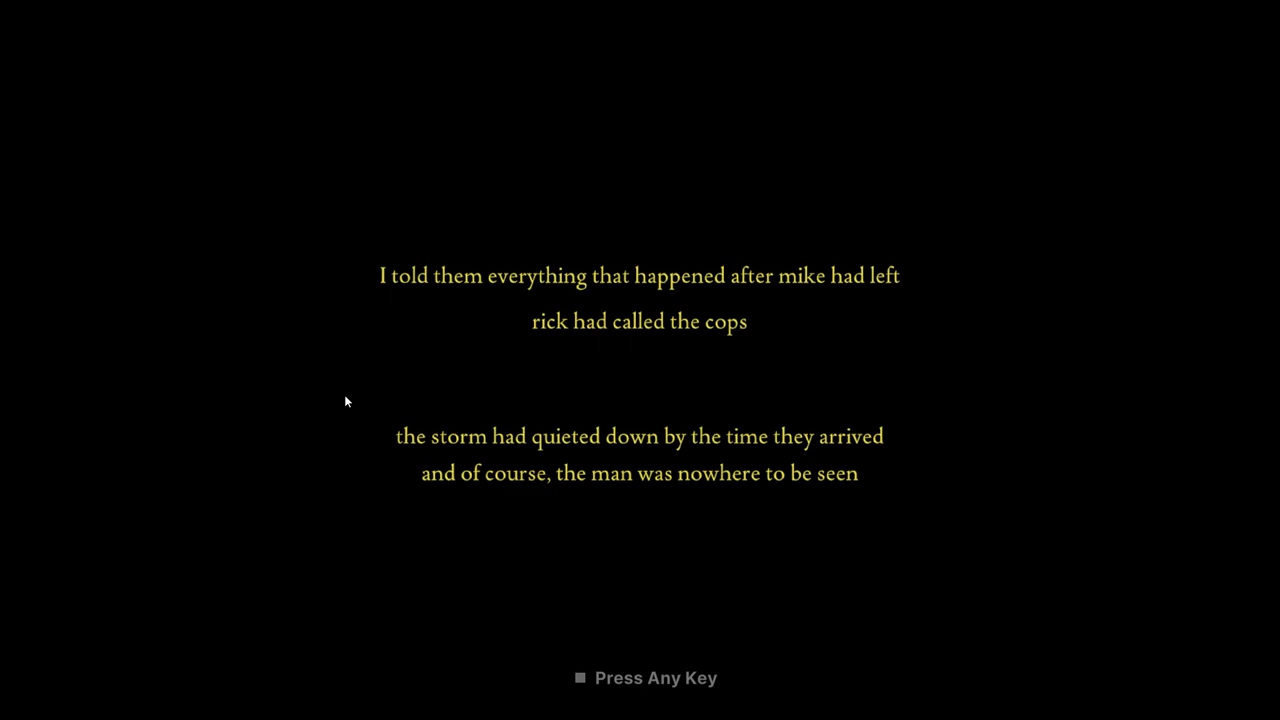 I told them everything that happened after mike had left
rick had called the cops
the storm had quieted down by the time they arrived
and of course, the man was nowhere to be seen
Press Any Key